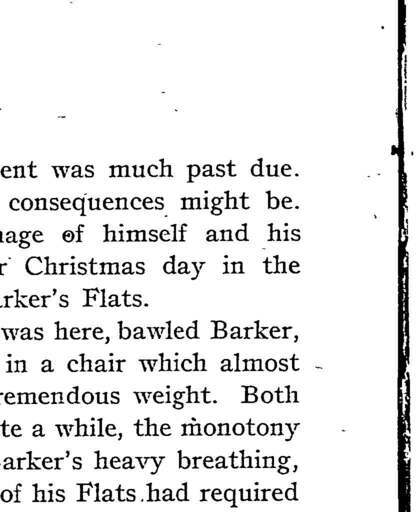 ent was much past due.
consequences might be.
nage of himself and his
r Christmas day in the
arker's Flats.
was here, bawled Barker,
in a chair which almost
remendous weight. Both
te a while, the monotony
arker's heavy breathing,
of his Flats had required